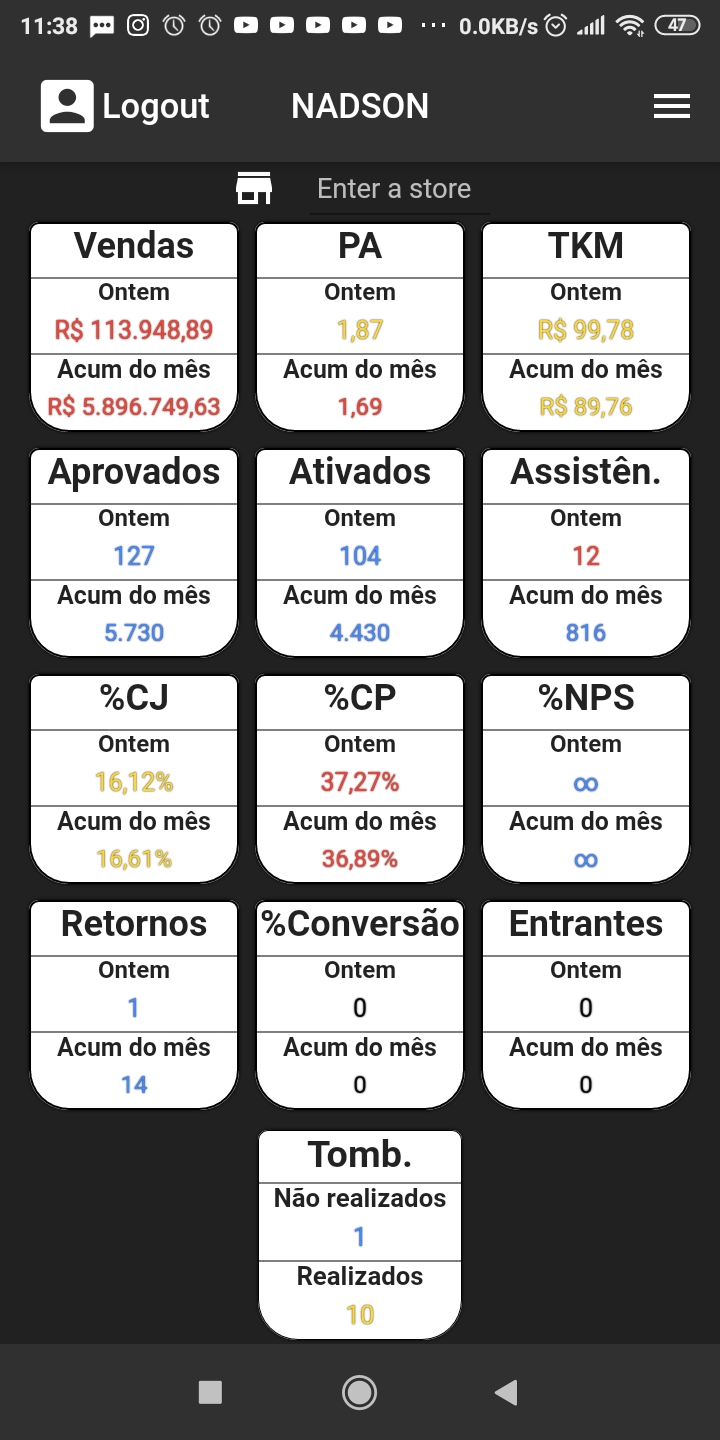 11:38 0.0KB/s 47
Logout NADSON
Enter a store
Vendas PA TKM
Ontem Ontem Ontem
R$ 113.948,89 1,87 R$ 99,78
Acum do mês Acum do mês Acum do mês
R$ 5.896.749,63 1,69 R$ 89,76
Aprovados Ativados Assistên.
Ontem Ontem Ontem
127 104 12
Acum do mês Acum do mês Acum do mês
5.730 4.430 816
%CJ %CP %NPS
Ontem Ontem Ontem
16,12% 37,27% ∞
Acum do mês Acum do mês Acum do mês
16,61% 36,89% ∞
Retornos %Conversão Entrantes
Ontem Ontem Ontem
1 0 0
Acum do mês Acum do mês Acum do mês
14 0 0
Tomb.
Não realizados
1
Realizados
10